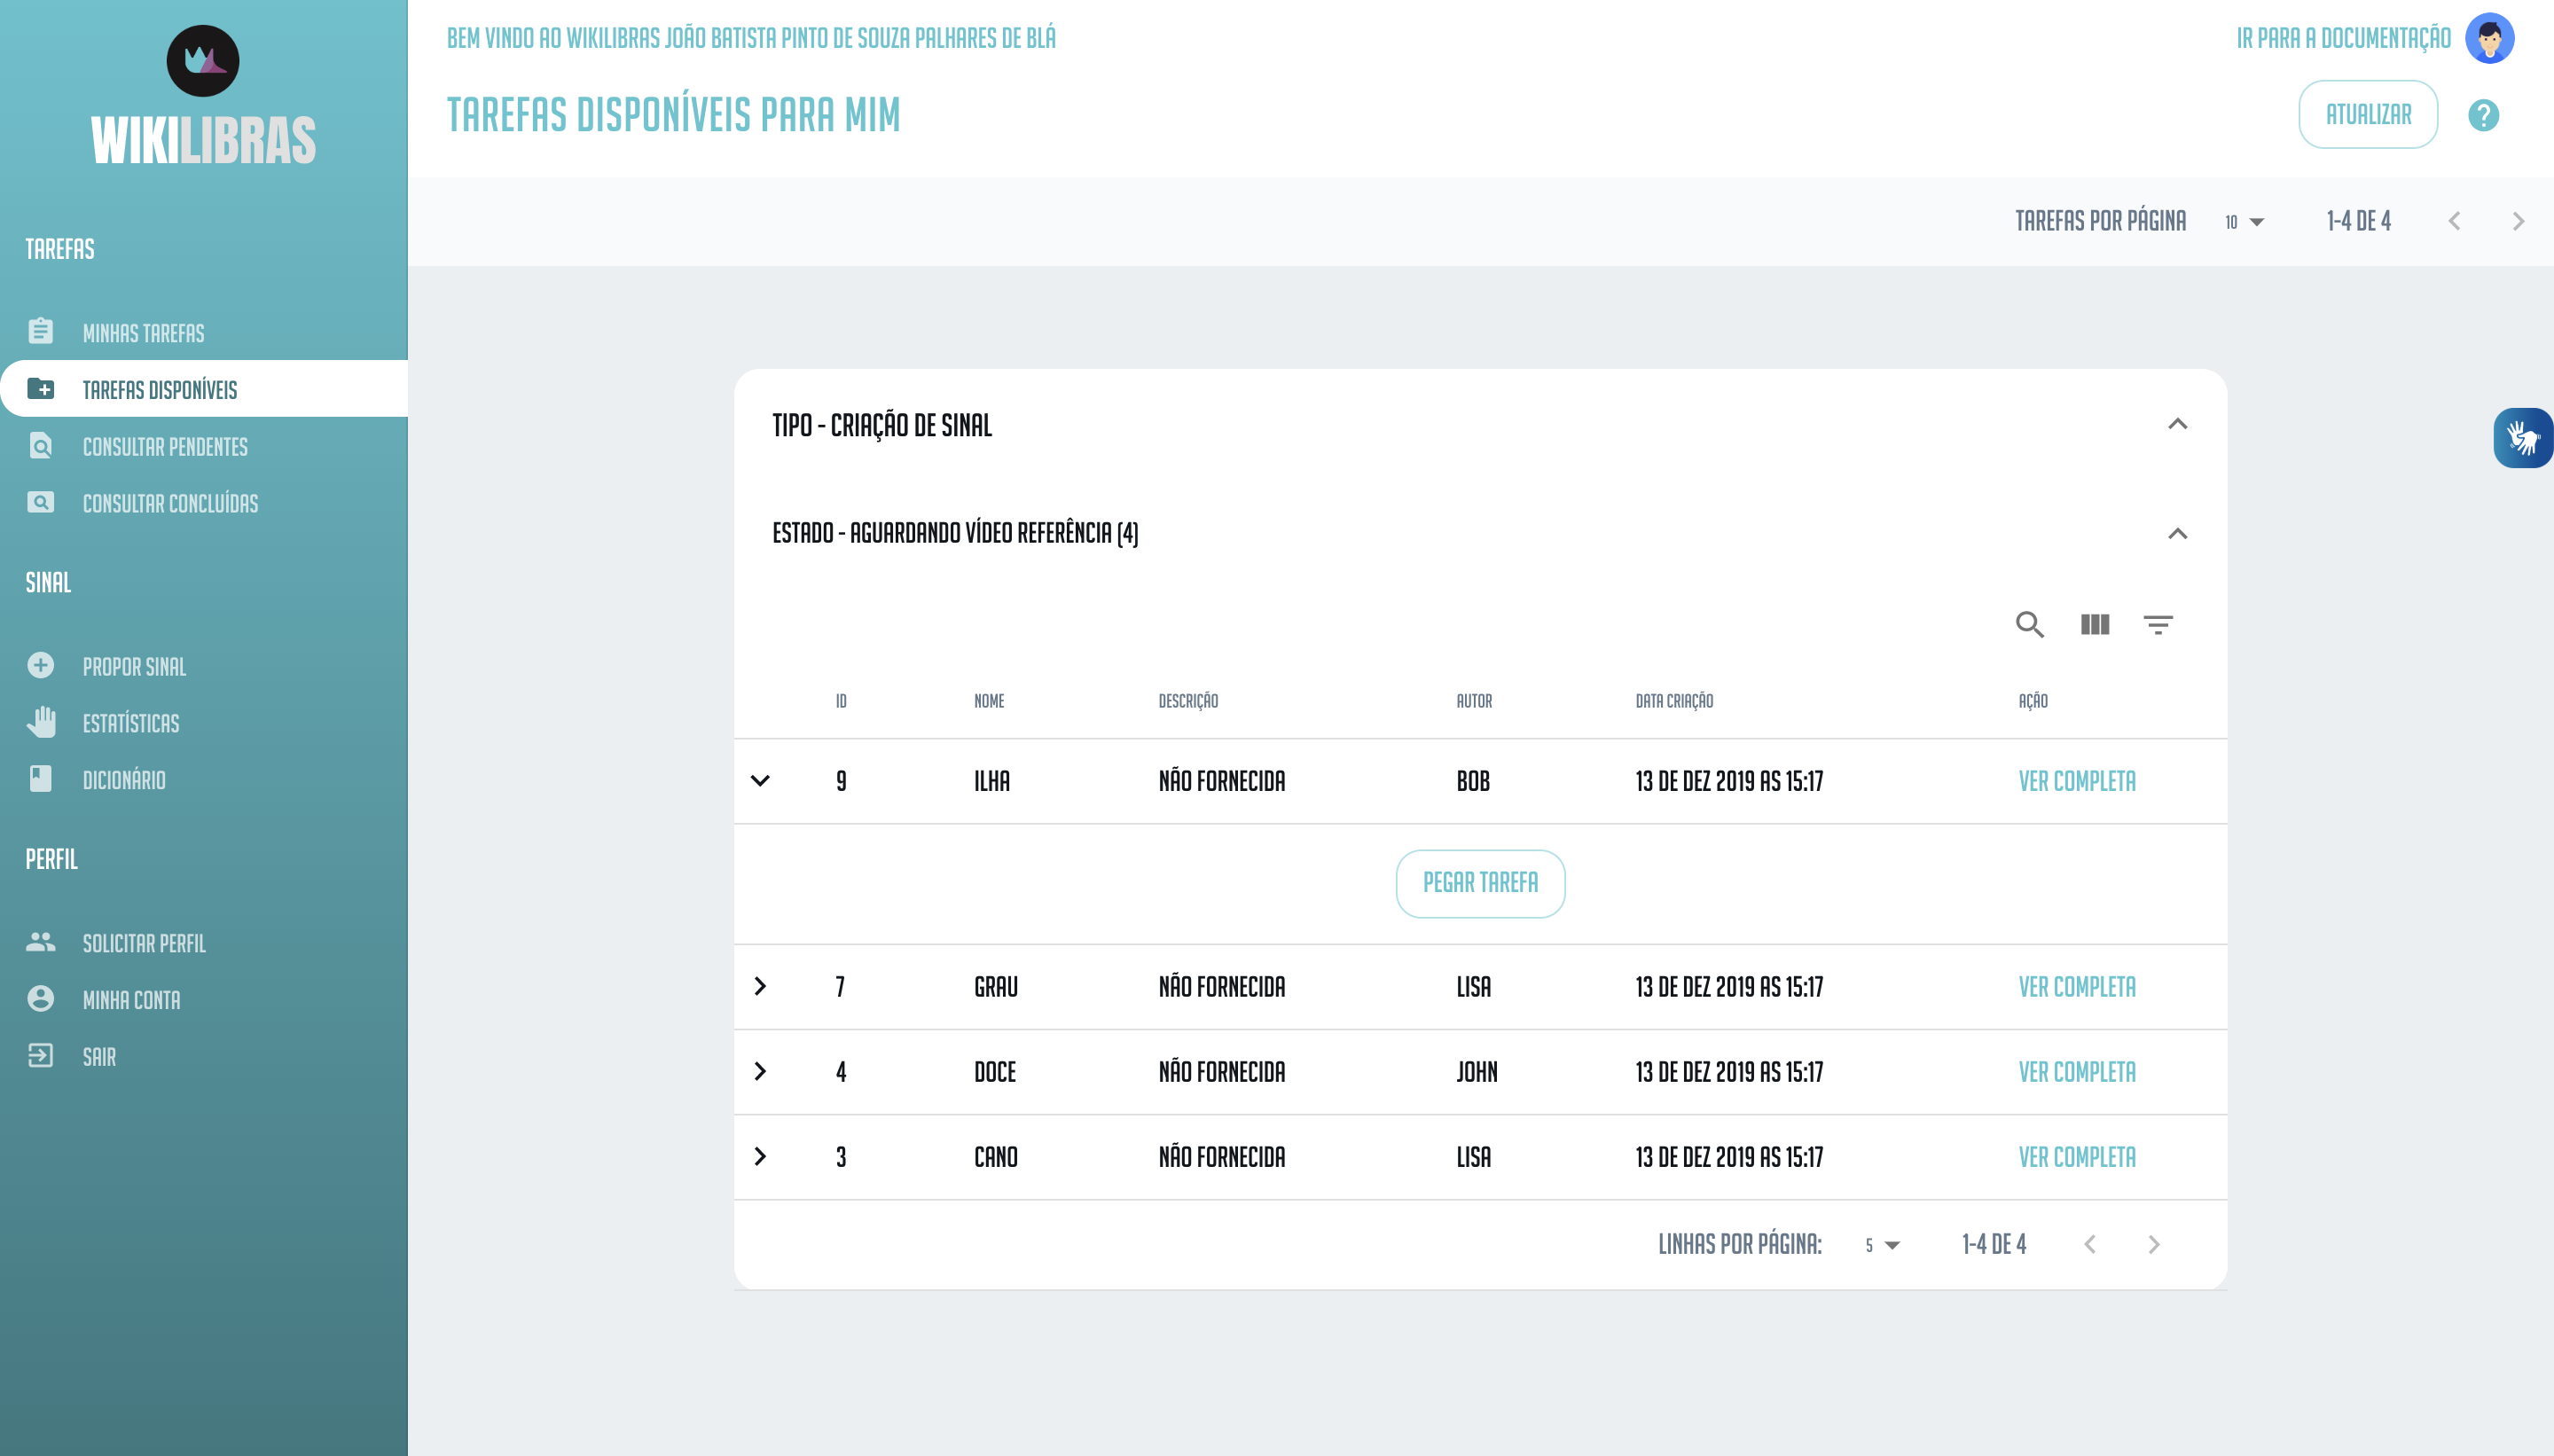 WIKILIBRAS
TAREFAS
MINHAS TAREFAS
TAREFAS DISPONÍVEIS
CONSULTAR PENDENTES
CONSULTAR CONCLUÍDAS
SINAL
PROPOR SINAL
ESTATÍSTICAS
DICIONÁRIO
PERFIL
SOLICITAR PERFIL
MINHA CONTA
SAIR
BEM VINDO AO WIKILIBRAS JOÃO BATISTA PINTO DE SOUZA PALHARES DE BLÁ
IR PARA A DOCUMENTAÇÃO
TAREFAS DISPONÍVEIS PARA MIM
ATUALIZAR
?
TAREFAS POR PÁGINA 10 1-4 DE 4
TIPO - CRIAÇÃO DE SINAL
ESTADO - AGUARDANDO VÍDEO REFERÊNCIA (4)
ID NOME DESCRIÇÃO AUTOR DATA CRIAÇÃO AÇÃO
9 ILHA NÃO FORNECIDA BOB 13 DE DEZ 2019 AS 15:17 VER COMPLETA
PEGAR TAREFA
7 GRAU NÃO FORNECIDA LISA 13 DE DEZ 2019 AS 15:17 VER COMPLETA
4 DOCE NÃO FORNECIDA JOHN 13 DE DEZ 2019 AS 15:17 VER COMPLETA
3 CANO NÃO FORNECIDA LISA 13 DE DEZ 2019 AS 15:17 VER COMPLETA
LINHAS POR PÁGINA: 5 1-4 DE 4